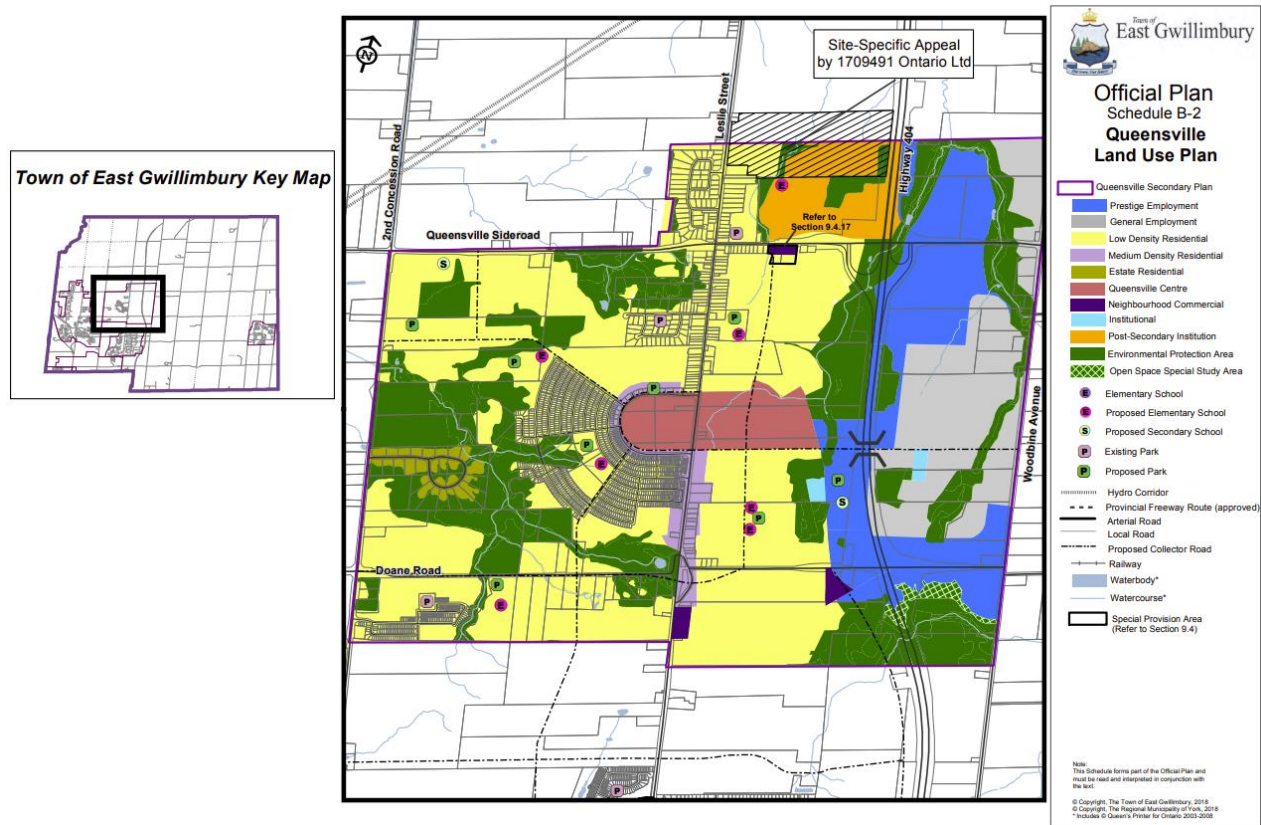 Town of East Gwillimbury Key Map
N
Site-Specific Appeal
by 1709491 Ontario Ltd
2nd Concession Road
Leslie Street
Highway 404
Queensville Sideroad
Refer to
Section 9.4.17
Woodbine Avenue
Doane Road
E
P
S
P
P
P
E
P
E
P
P
E
P
S
E
P
E
P
E
P
P
Town of
East Gwillimbury
Official Plan
Schedule B-2
Queensville
Land Use Plan
Queensville Secondary Plan
Prestige Employment
General Employment
Low Density Residential
Medium Density Residential
Estate Residential
Queensville Centre
Neighbourhood Commercial
Institutional
Post-Secondary Institution
Environmental Protection Area
Open Space Special Study Area
E Elementary School
E Proposed Elementary School
S Proposed Secondary School
P Existing Park
P Proposed Park
Hydro Corridor
Provincial Freeway Route (approved)
Arterial Road
Local Road
Proposed Collector Road
Railway
Waterbody*
Watercourse*
Special Provision Area
(Refer to Section 9.4)
Note:
This Schedule forms part of the Official Plan and
must be read and interpreted in conjunction with
the text.
© Copyright, The Town of East Gwillimbury, 2018
© Copyright, The Regional Municipality of York, 2018
* Includes © Queen's Printer for Ontario 2003-2008